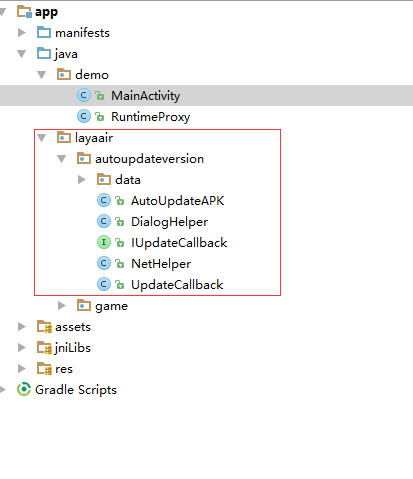 app
manifests
java
demo
C MainActivity
C RuntimeProxy
layaair
autoupdateversion
data
C AutoUpdateAPK
C DialogHelper
I IUpdateCallback
C NetHelper
C UpdateCallback
game
assets
jniLibs
res
Gradle Scripts